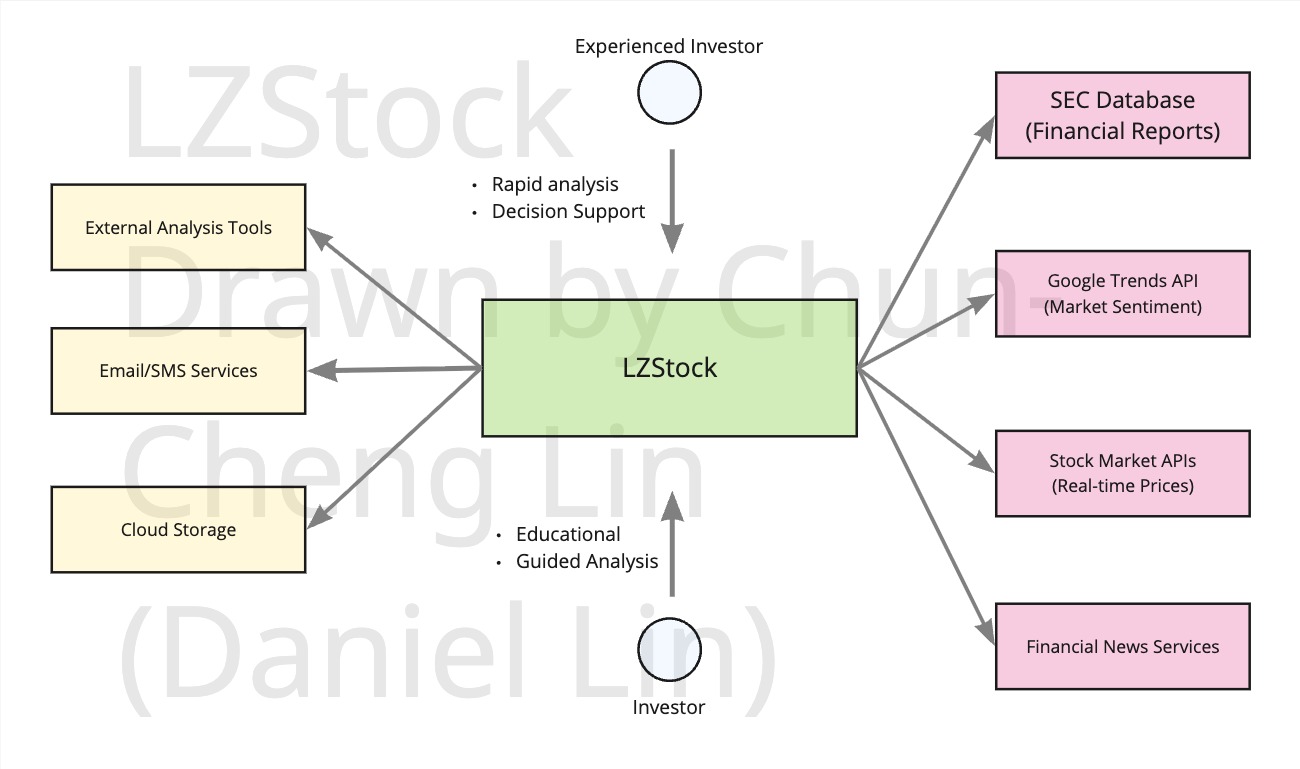 LZStock
Drawn by Chun-
Cheng Lin
(Daniel Lin)
Experienced Investor
• Rapid analysis
• Decision Support
External Analysis Tools
Email/SMS Services
Cloud Storage
LZStock
SEC Database
(Financial Reports)
Google Trends API
(Market Sentiment)
Stock Market APIs
(Real-time Prices)
Financial News Services
• Educational
• Guided Analysis
Investor